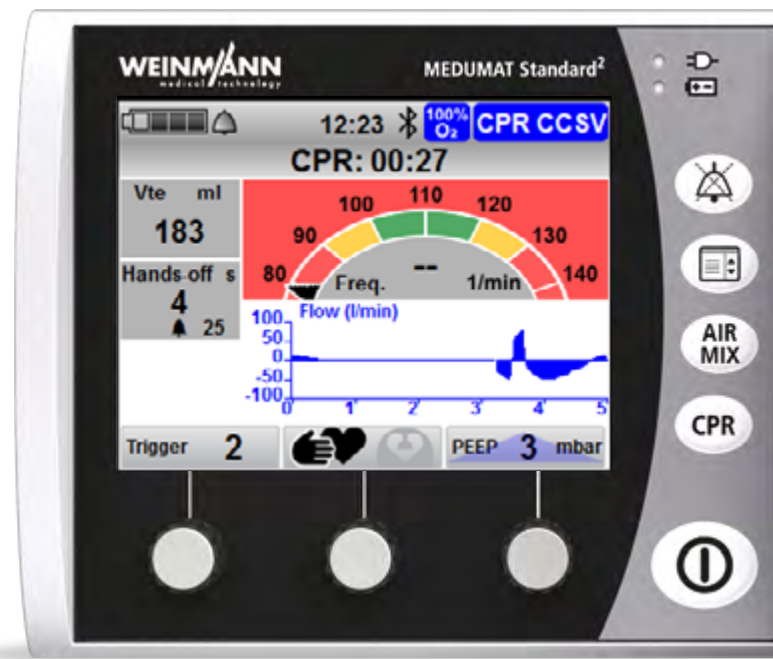 WEINMANN
medical technology
MEDUMAT Standard²
12:23 100% O₂ CPR CCSV
CPR: 00:27
Vte ml
183
Hands-off s
4
25
80 90 100 110 120 130 140
Freq. -- 1/min
Flow (l/min)
100
50
0
-50
-100
0 1 2 3 4 5
Trigger 2
PEEP 3 mbar
AIR
MIX
CPR